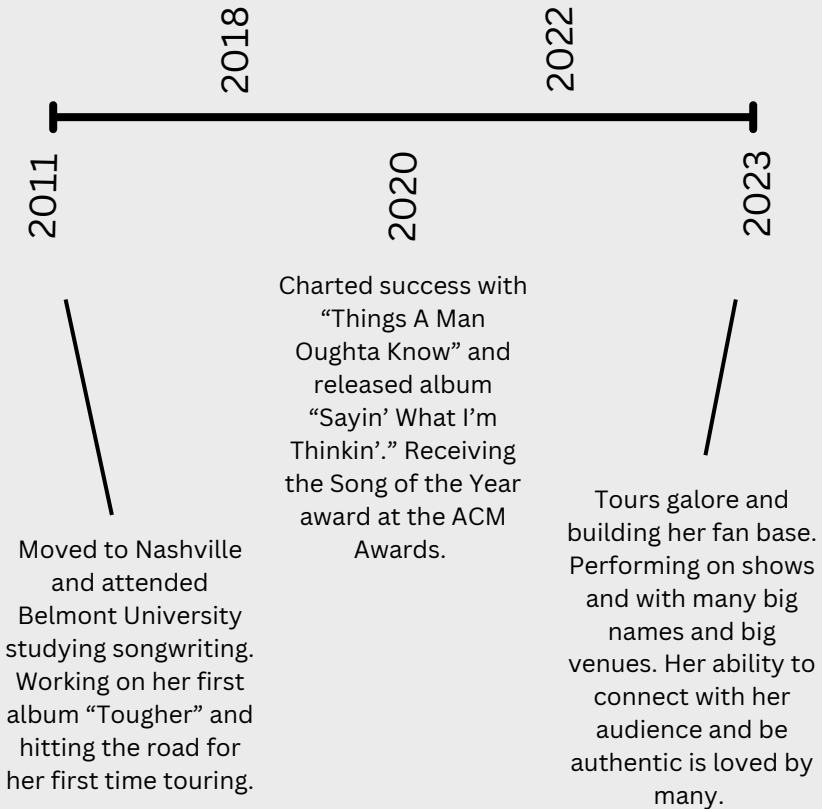 2018
2022
2011
2020
2023
Charted success with
“Things A Man
Oughta Know” and
released album
“Sayin’ What I’m
Thinkin’.” Receiving
the Song of the Year
award at the ACM
Awards.
Moved to Nashville
and attended
Belmont University
studying songwriting.
Working on her first
album “Tougher” and
hitting the road for
her first time touring.
Tours galore and
building her fan base.
Performing on shows
and with many big
names and big
venues. Her ability to
connect with her
audience and be
authentic is loved by
many.